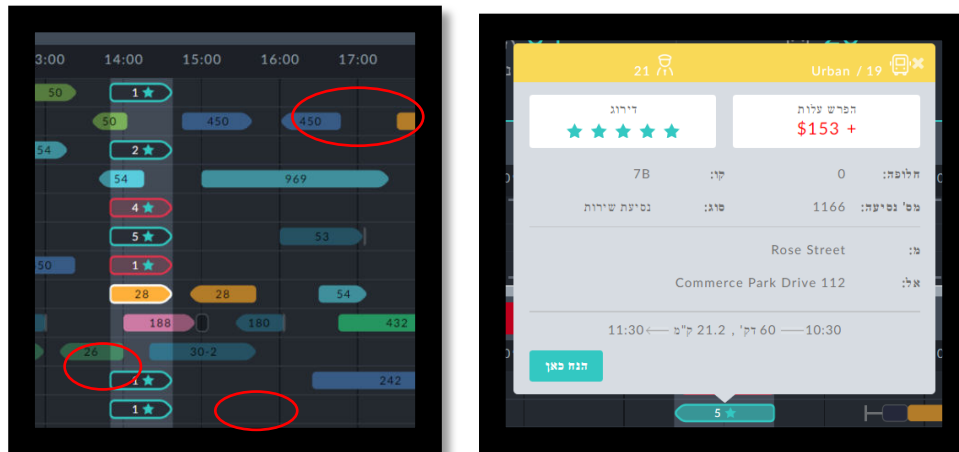 3:00 14:00 15:00 16:00 17:00
50 1
50 450 450
54 2
54 969
4
5 53
50 1
28 28 54
188 180 432
26 30-2
1 242
1
21 Urban / 19
דירוג הפרש עלות
$153 +
חלופה: 0 קו: 7B
מס' נסיעה: 1166 סוג: נסיעת שירות
מ: Rose Street
אל: Commerce Park Drive 112
10:30 60 דק' , 21.2 ק"מ 11:30
הנח כאן
5